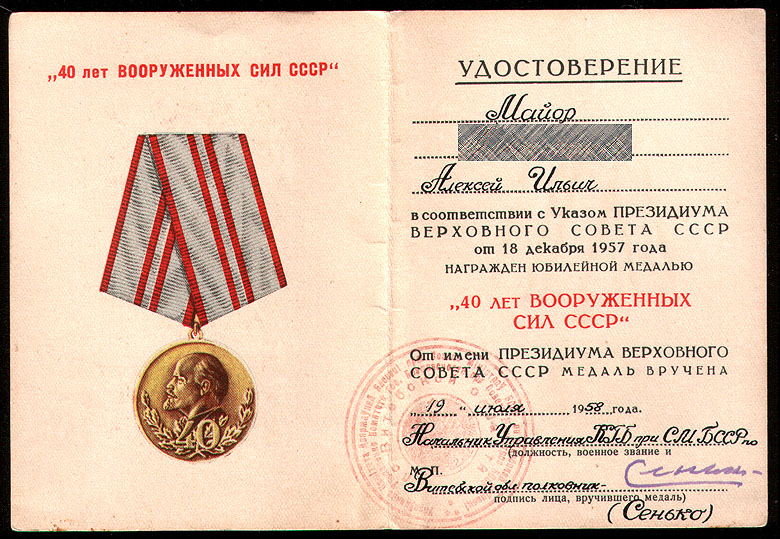 „40 лет ВООРУЖЕННЫХ СИЛ СССР“
40
УДОСТОВЕРЕНИЕ
Майор
Алексей Ильич
в соответствии с Указом ПРЕЗИДИУМА
ВЕРХОВНОГО СОВЕТА СССР
от 18 декабря 1957 года
НАГРАЖДЕН ЮБИЛЕЙНОЙ МЕДАЛЬЮ
„40 ЛЕТ ВООРУЖЕННЫХ
СИЛ СССР“
От имени ПРЕЗИДИУМА ВЕРХОВНОГО
СОВЕТА СССР МЕДАЛЬ ВРУЧЕНА
„19“ июля 1958 года.
Начальник Управления КГБ при С.М. БССР по
(должность, военное звание и
М. П.
Витебской обл. полковник-
подпись лица, вручившего медаль)
(Сенько)